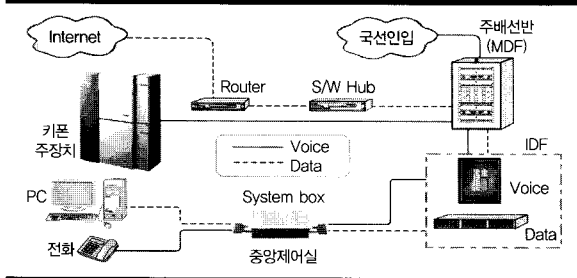 Internet
국선인입
주배선반
(MDF)
Router
S/W Hub
키폰
주장치
Voice
Data
IDF
PC
System box
Voice
전화
Data
중앙제어실